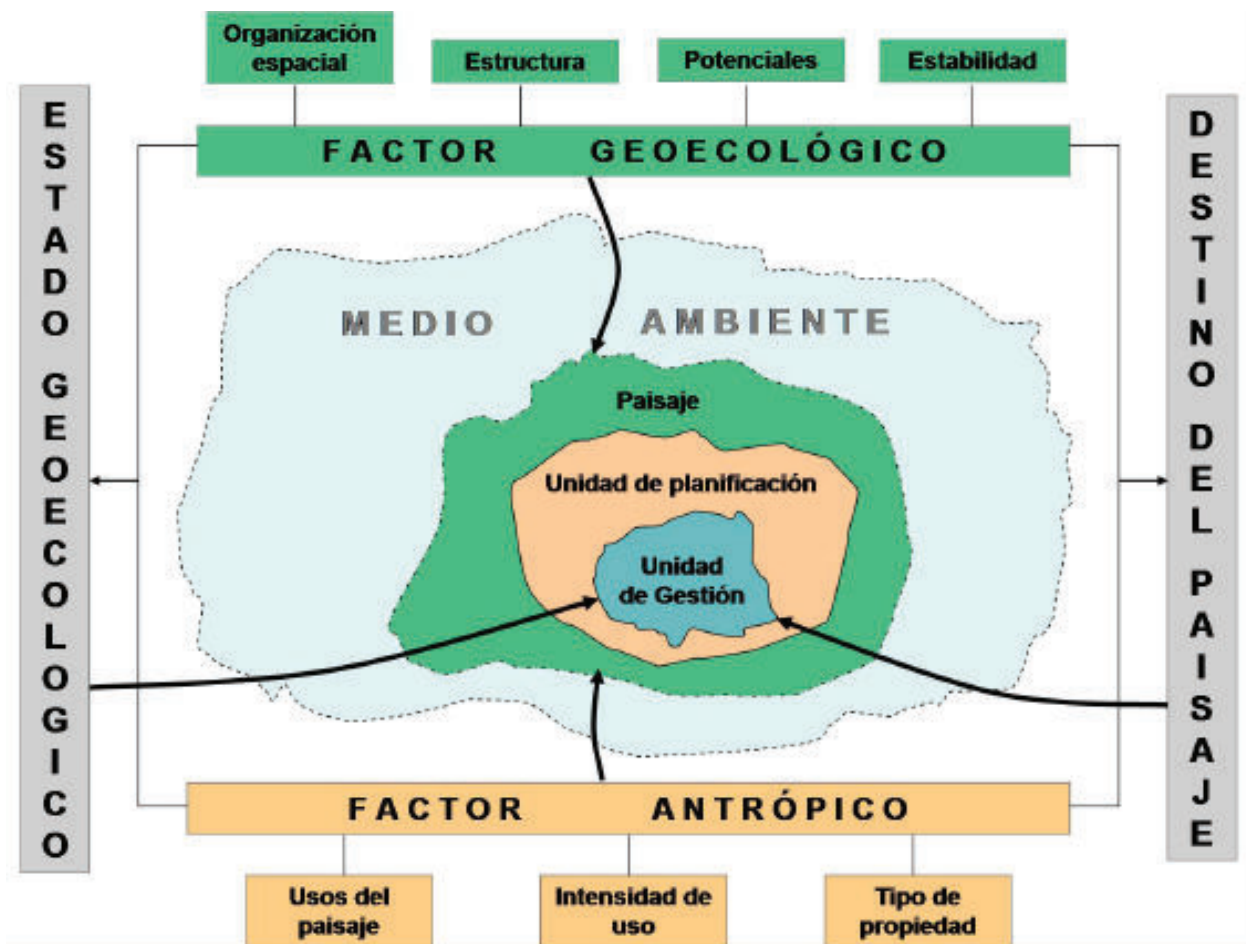 Organización
espacial
Estructura
Potenciales
Estabilidad
FACTOR GEOECOLÓGICO
ESTADO GEOECOLOGICO
DESTINO DEL PAISAJE
MEDIO AMBIENTE
Paisaje
Unidad de planificación
Unidad
de Gestión
FACTOR ANTRÓPICO
Usos del
paisaje
Intensidad de
uso
Tipo de
propiedad